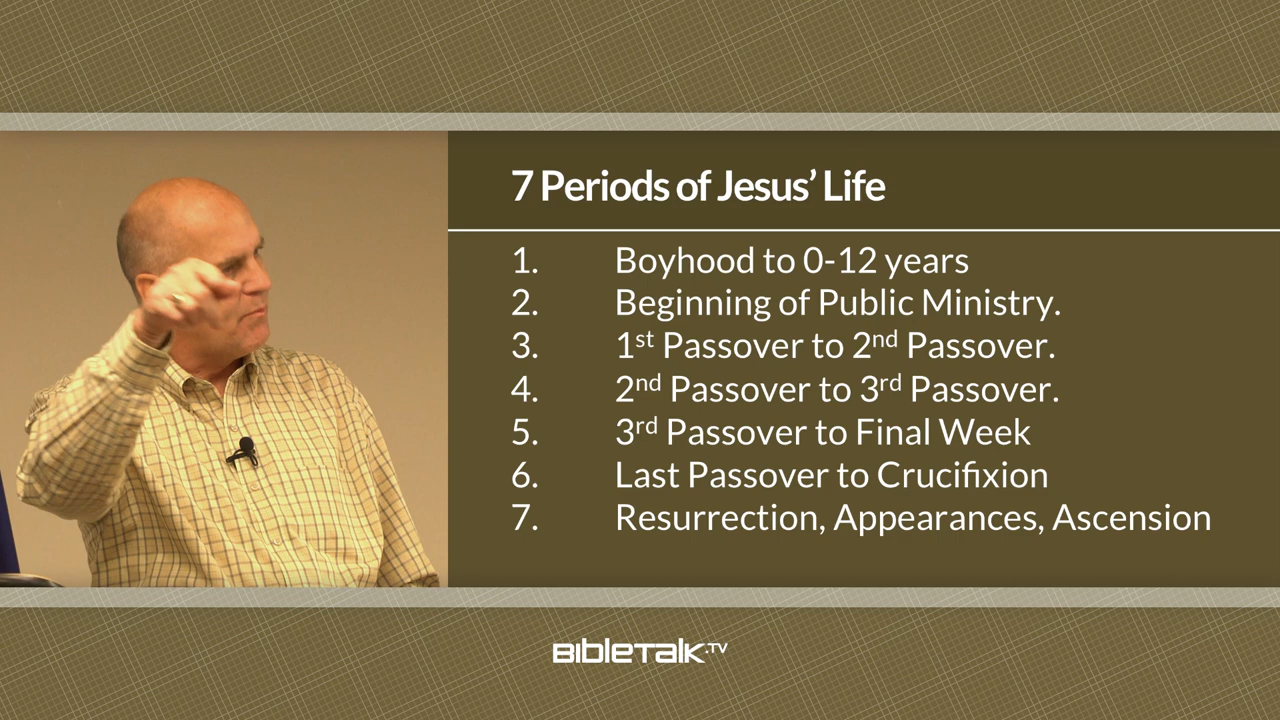 7 Periods of Jesus’ Life
1. Boyhood to 0-12 years
2. Beginning of Public Ministry.
3. 1st Passover to 2nd Passover.
4. 2nd Passover to 3rd Passover.
5. 3rd Passover to Final Week
6. Last Passover to Crucifixion
7. Resurrection, Appearances, Ascension
BibleTalk.TV